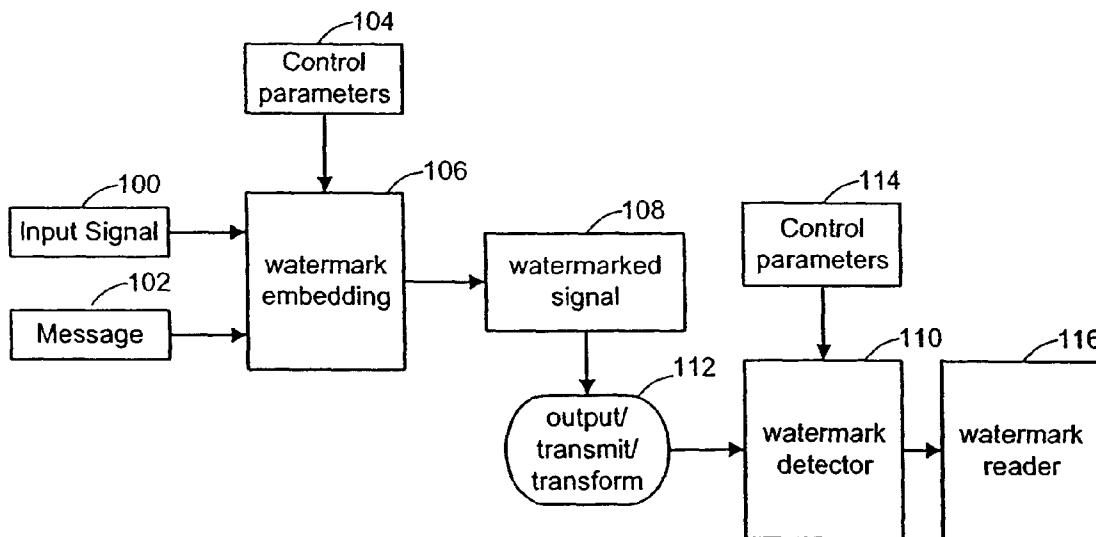 104
Control
parameters
106
100
Input Signal
102
Message
watermark
embedding
108
watermarked
signal
112
output/
transmit/
transform
114
Control
parameters
110
watermark
detector
116
watermark
reader